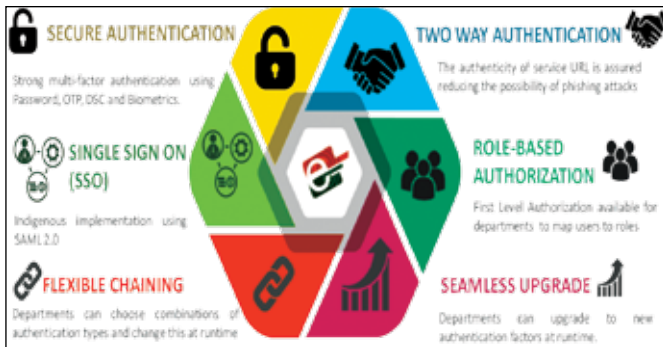 SECURE AUTHENTICATION
Strong multi-factor authentication using
Password, OTP, DSC and Biometrics.
SINGLE SIGN ON
(SSO)
Indigenous implementation using
SAML 2.0
FLEXIBLE CHAINING
Departments can choose combinations of
authentication types and change this at runtime
TWO WAY AUTHENTICATION
The authenticity of service URL is assured
reducing the possibility of phishing attacks
ROLE-BASED
AUTHORIZATION
First Level Authorization available for
departments to map users to roles
SEAMLESS UPGRADE
Departments can upgrade to new
authentication factors at runtime.